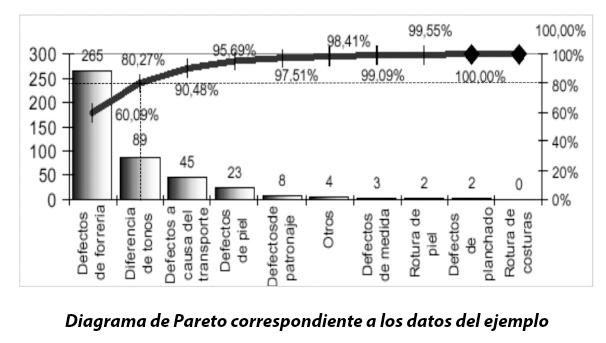 100,00%
99,55%
98,41%
95,69%
80,27%
300
265
100%
250
97,51%
99,09%
100,00%
80%
90,48%
200
60,09%
60%
150
89
40%
100
45
50
23
8
4
3
2
2
0
20%
0
0%
Defectos
de forreria
Diferencia
de tonos
Defectos a
causa del
transporte
Defectos
de piel
Defectosde
patronaje
Otros
Defectos
de medida
Rotura de
piel
Defectos
de
planchado
Rotura de
costuras
Diagrama de Pareto correspondiente a los datos del ejemplo